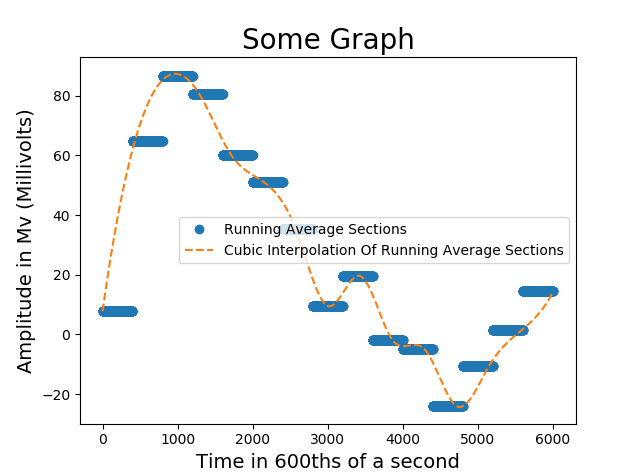 Some Graph
Amplitude in Mv (Millivolts)
80
60
40
20
0
−20
Running Average Sections
Cubic Interpolation Of Running Average Sections
0 1000 2000 3000 4000 5000 6000
Time in 600ths of a second